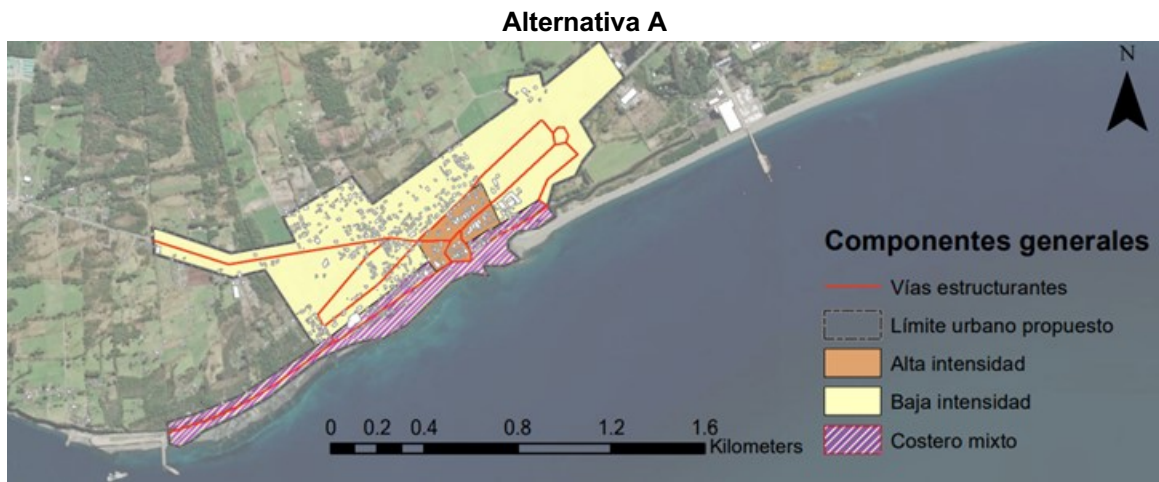 Alternativa A
N
Componentes generales
Vías estructurantes
Límite urbano propuesto
Alta intensidad
Baja intensidad
Costero mixto
0 0.2 0.4 0.8 1.2 1.6
Kilometers